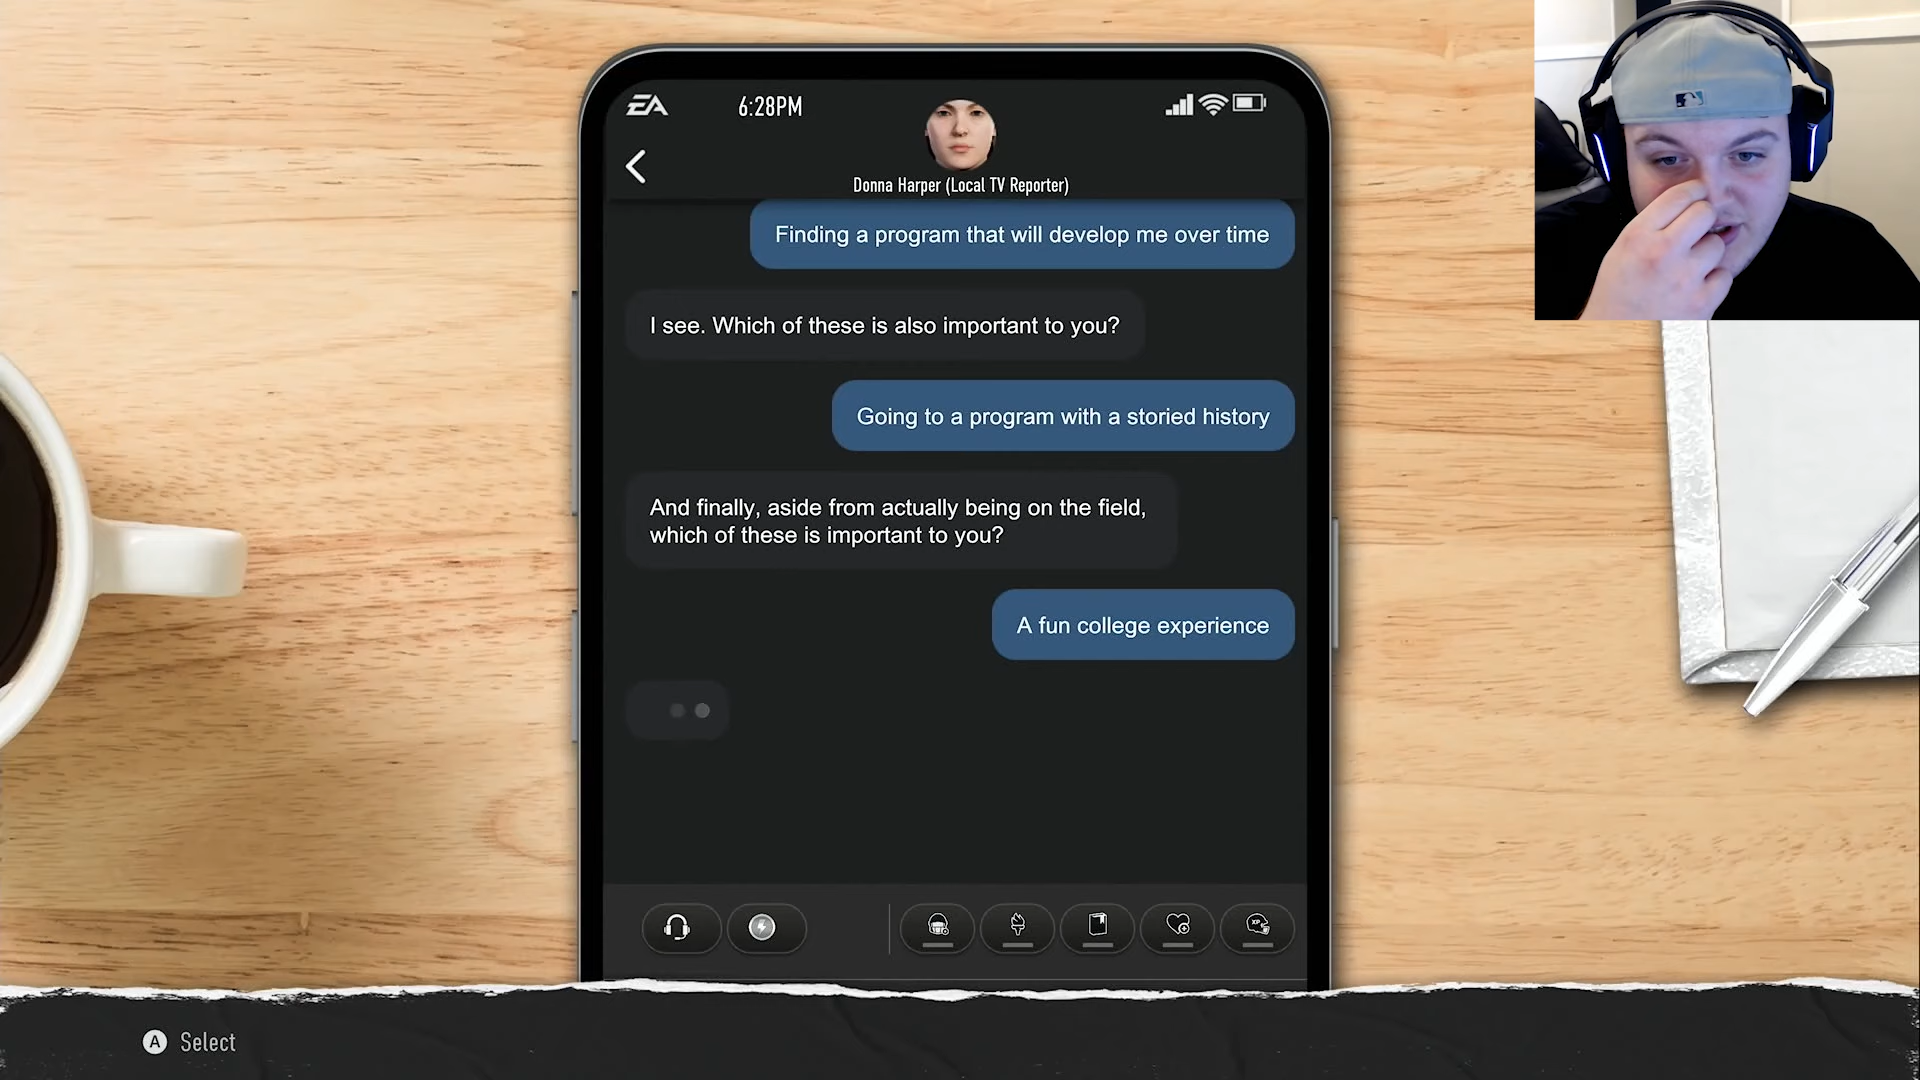 EA
6:28PM
Donna Harper (Local TV Reporter)
Finding a program that will develop me over time
I see. Which of these is also important to you?
Going to a program with a storied history
And finally, aside from actually being on the field,
which of these is important to you?
A fun college experience
XP
A Select